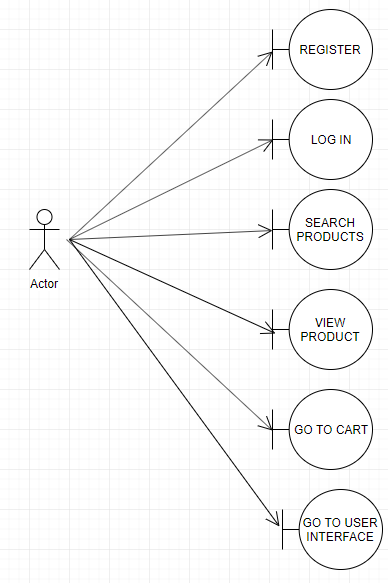 REGISTER
LOG IN
SEARCH
PRODUCTS
Actor
VIEW
PRODUCT
GO TO CART
GO TO USER
INTERFACE